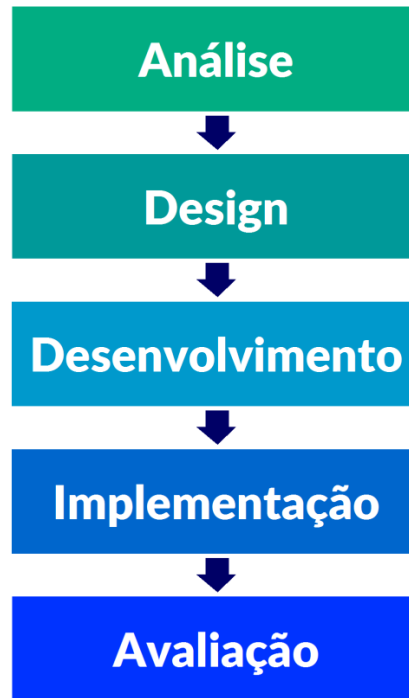 Análise
Design
Desenvolvimento
Implementação
Avaliação